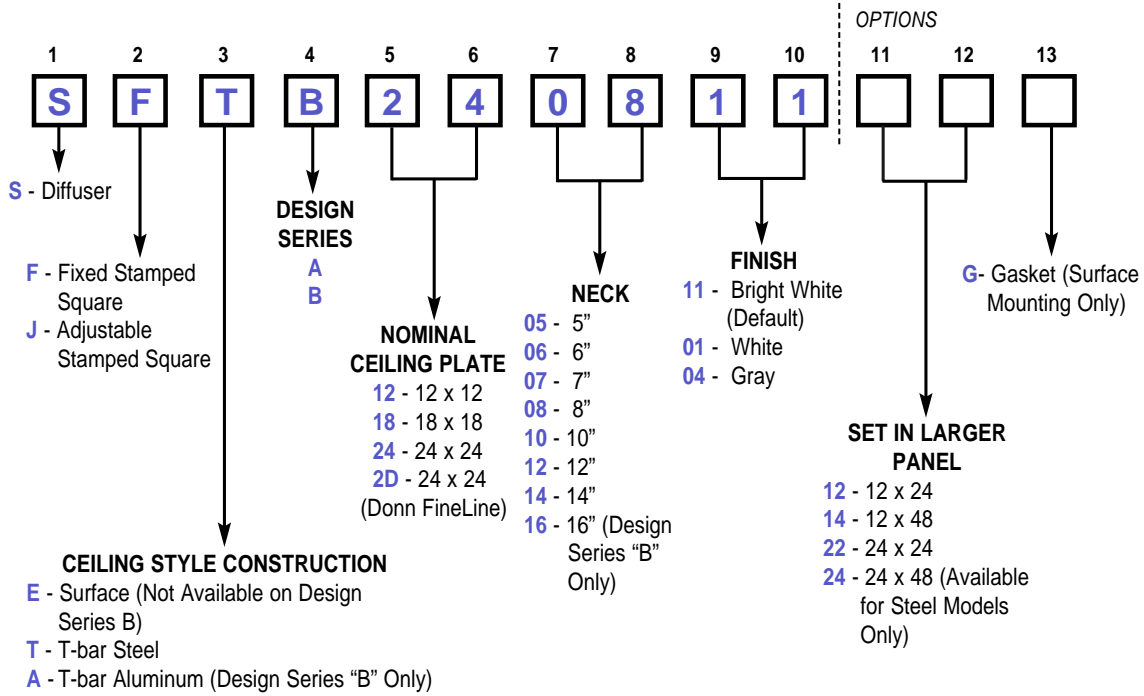 OPTIONS
1 2 3 4 5 6 7 8 9 10 11 12 13
S F T B 2 4 0 8 1 1
S - Diffuser
F - Fixed Stamped
Square
J - Adjustable
Stamped Square
CEILING STYLE CONSTRUCTION
E - Surface (Not Available on Design
Series B)
T - T-bar Steel
A - T-bar Aluminum (Design Series “B” Only)
DESIGN
SERIES
A
B
NOMINAL
CEILING PLATE
12 - 12 x 12
18 - 18 x 18
24 - 24 x 24
2D - 24 x 24
(Donn FineLine)
NECK
05 - 5”
06 - 6”
07 - 7”
08 - 8”
10 - 10”
12 - 12”
14 - 14”
16 - 16” (Design
Series “B”
Only)
FINISH
11 - Bright White
(Default)
01 - White
04 - Gray
SET IN LARGER
PANEL
12 - 12 x 24
14 - 12 x 48
22 - 24 x 24
24 - 24 x 48 (Available
for Steel Models
Only)
G- Gasket (Surface
Mounting Only)